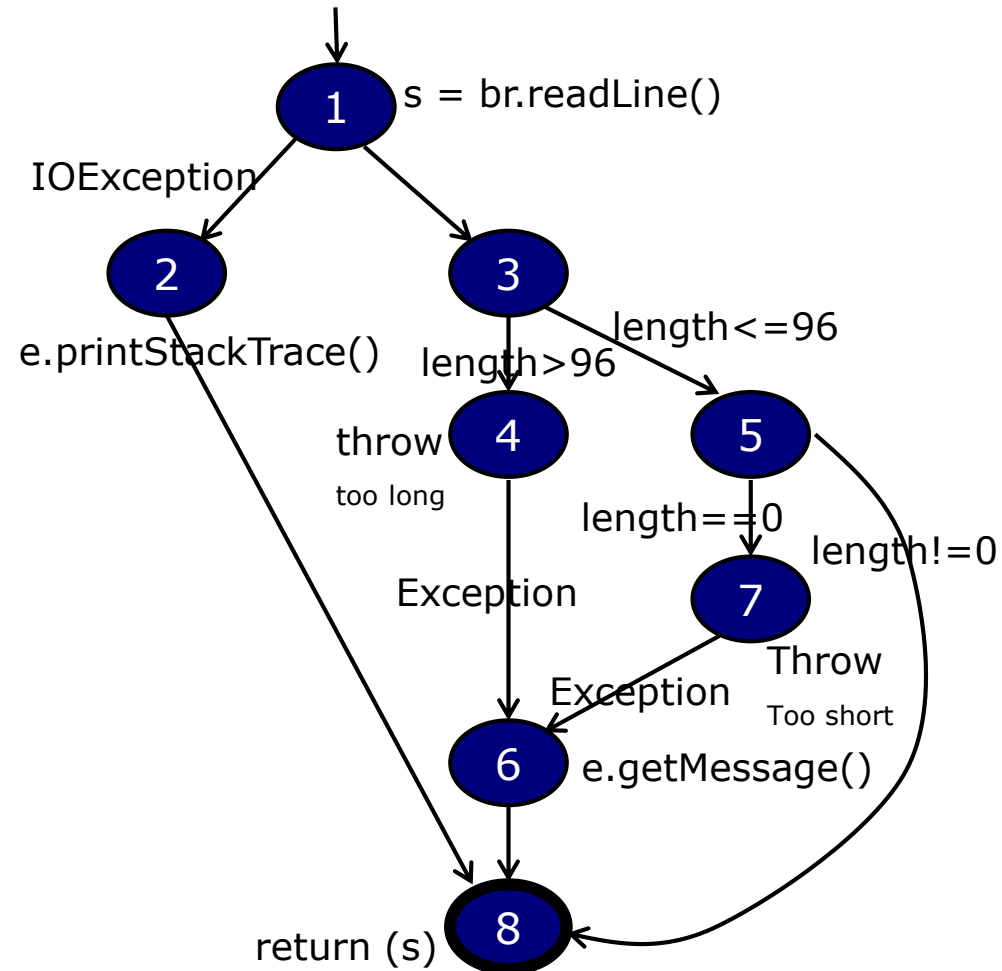 1
s = br.readLine()
IOException
2
3
length<=96
e.printStackTrace()
length>96
throw
4
5
too long
length==0
length!=0
Exception
7
Throw
Exception
Too short
6
e.getMessage()
8
return (s)